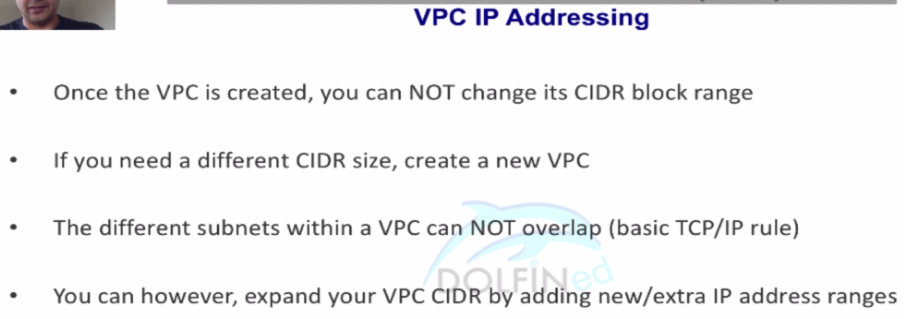 VPC IP Addressing
• Once the VPC is created, you can NOT change its CIDR block range
• If you need a different CIDR size, create a new VPC
• The different subnets within a VPC can NOT overlap (basic TCP/IP rule)
DOLFINed
• You can however, expand your VPC CIDR by adding new/extra IP address ranges